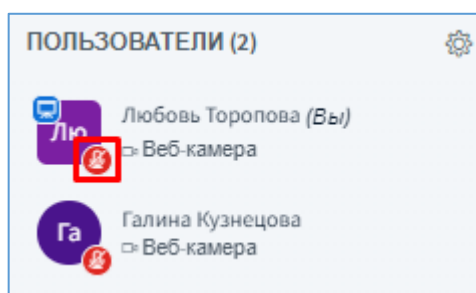 ПОЛЬЗОВАТЕЛИ (2)
Лю
Любовь Торопова (Вы)
Веб-камера
Га
Галина Кузнецова
Веб-камера